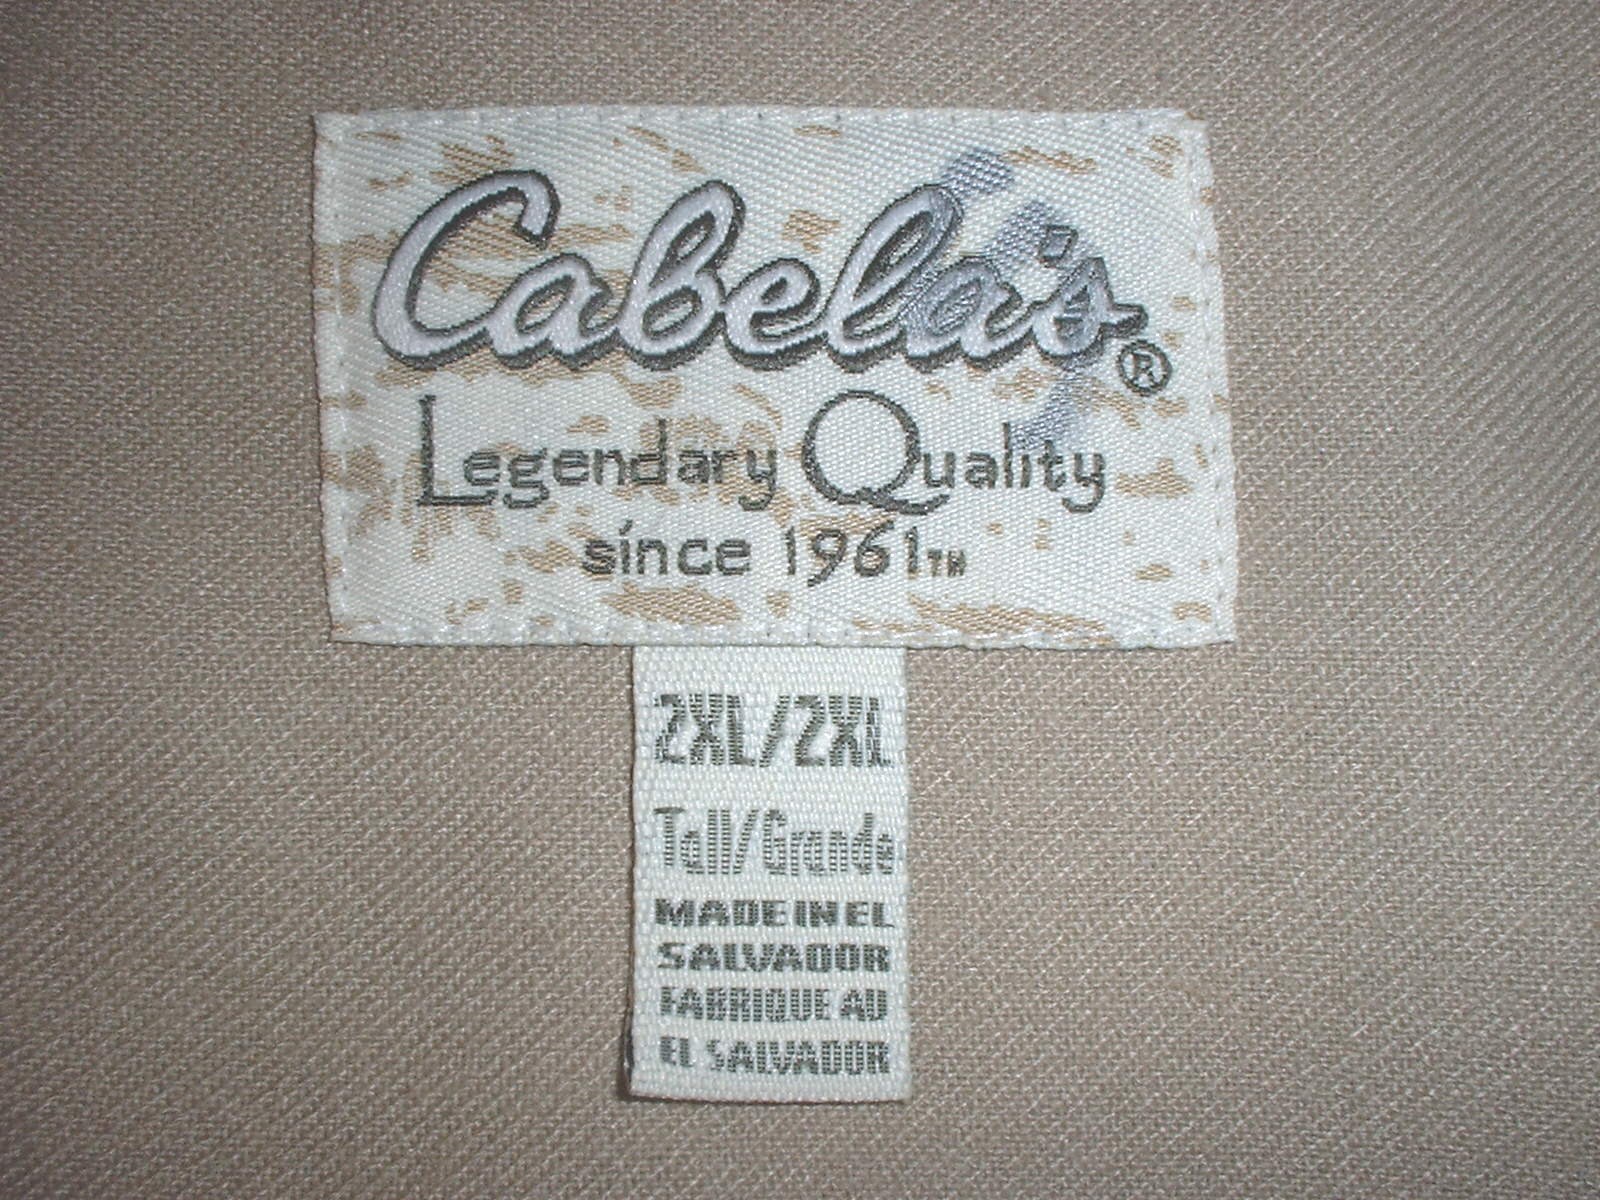 Cabela's®
Legendary Quality
since 1961™
2XL/2XL
Tall/Grande
MADE IN EL
SALVADOR
FABRIQUE AU
EL SALVADOR